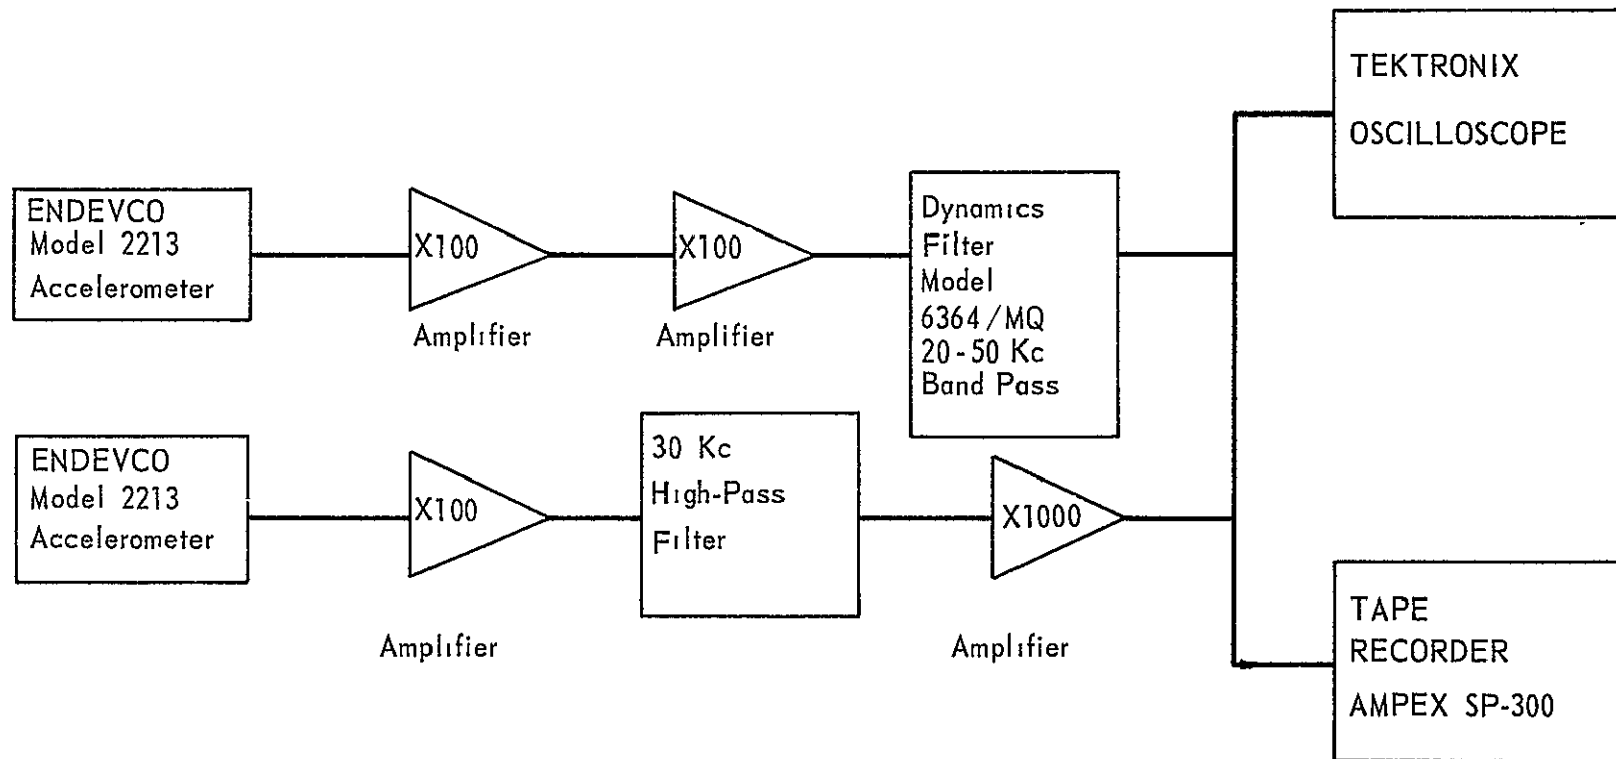 TEKTRONIX
OSCILLOSCOPE
ENDEVCO
Model 2213
Accelerometer
X100
Amplifier
X100
Amplifier
Dynamics
Filter
Model
6364/MQ
20-50 Kc
Band Pass
ENDEVCO
Model 2213
Accelerometer
X100
Amplifier
30 Kc
High-Pass
Filter
X1000
Amplifier
TAPE
RECORDER
AMPEX SP-300